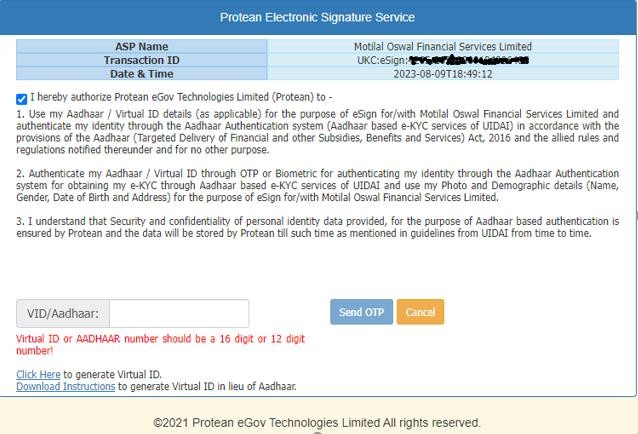 Protean Electronic Signature Service
ASP Name Motilal Oswal Financial Services Limited
Transaction ID UKC:eSign:
Date & Time 2023-08-09T18:49:12
I hereby authorize Protean eGov Technologies Limited (Protean) to -
1. Use my Aadhaar / Virtual ID details (as applicable) for the purpose of eSign for/with Motilal Oswal Financial Services Limited and
authenticate my identity through the Aadhaar Authentication system (Aadhaar based e-KYC services of UIDAI) in accordance with the
provisions of the Aadhaar (Targeted Delivery of Financial and other Subsidies, Benefits and Services) Act, 2016 and the allied rules and
regulations notified thereunder and for no other purpose.
2. Authenticate my Aadhaar / Virtual ID through OTP or Biometric for authenticating my identity through the Aadhaar Authentication
system for obtaining my e-KYC through Aadhaar based e-KYC services of UIDAI and use my Photo and Demographic details (Name,
Gender, Date of Birth and Address) for the purpose of eSign for/with Motilal Oswal Financial Services Limited.
3. I understand that Security and confidentiality of personal identity data provided, for the purpose of Aadhaar based authentication is
ensured by Protean and the data will be stored by Protean till such time as mentioned in guidelines from UIDAI from time to time.
VID/Aadhaar: Send OTP Cancel
Virtual ID or AADHAAR number should be a 16 digit or 12 digit
number!
Click Here to generate Virtual ID.
Download Instructions to generate Virtual ID in lieu of Aadhaar.
©2021 Protean eGov Technologies Limited All rights reserved.